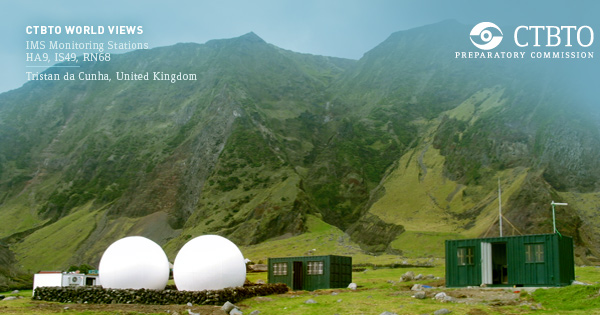 CTBTO WORLD VIEWS
IMS Monitoring Stations
HA9, IS49, RN68
Tristan da Cunha, United Kingdom
CTBTO
PREPARATORY COMMISSION